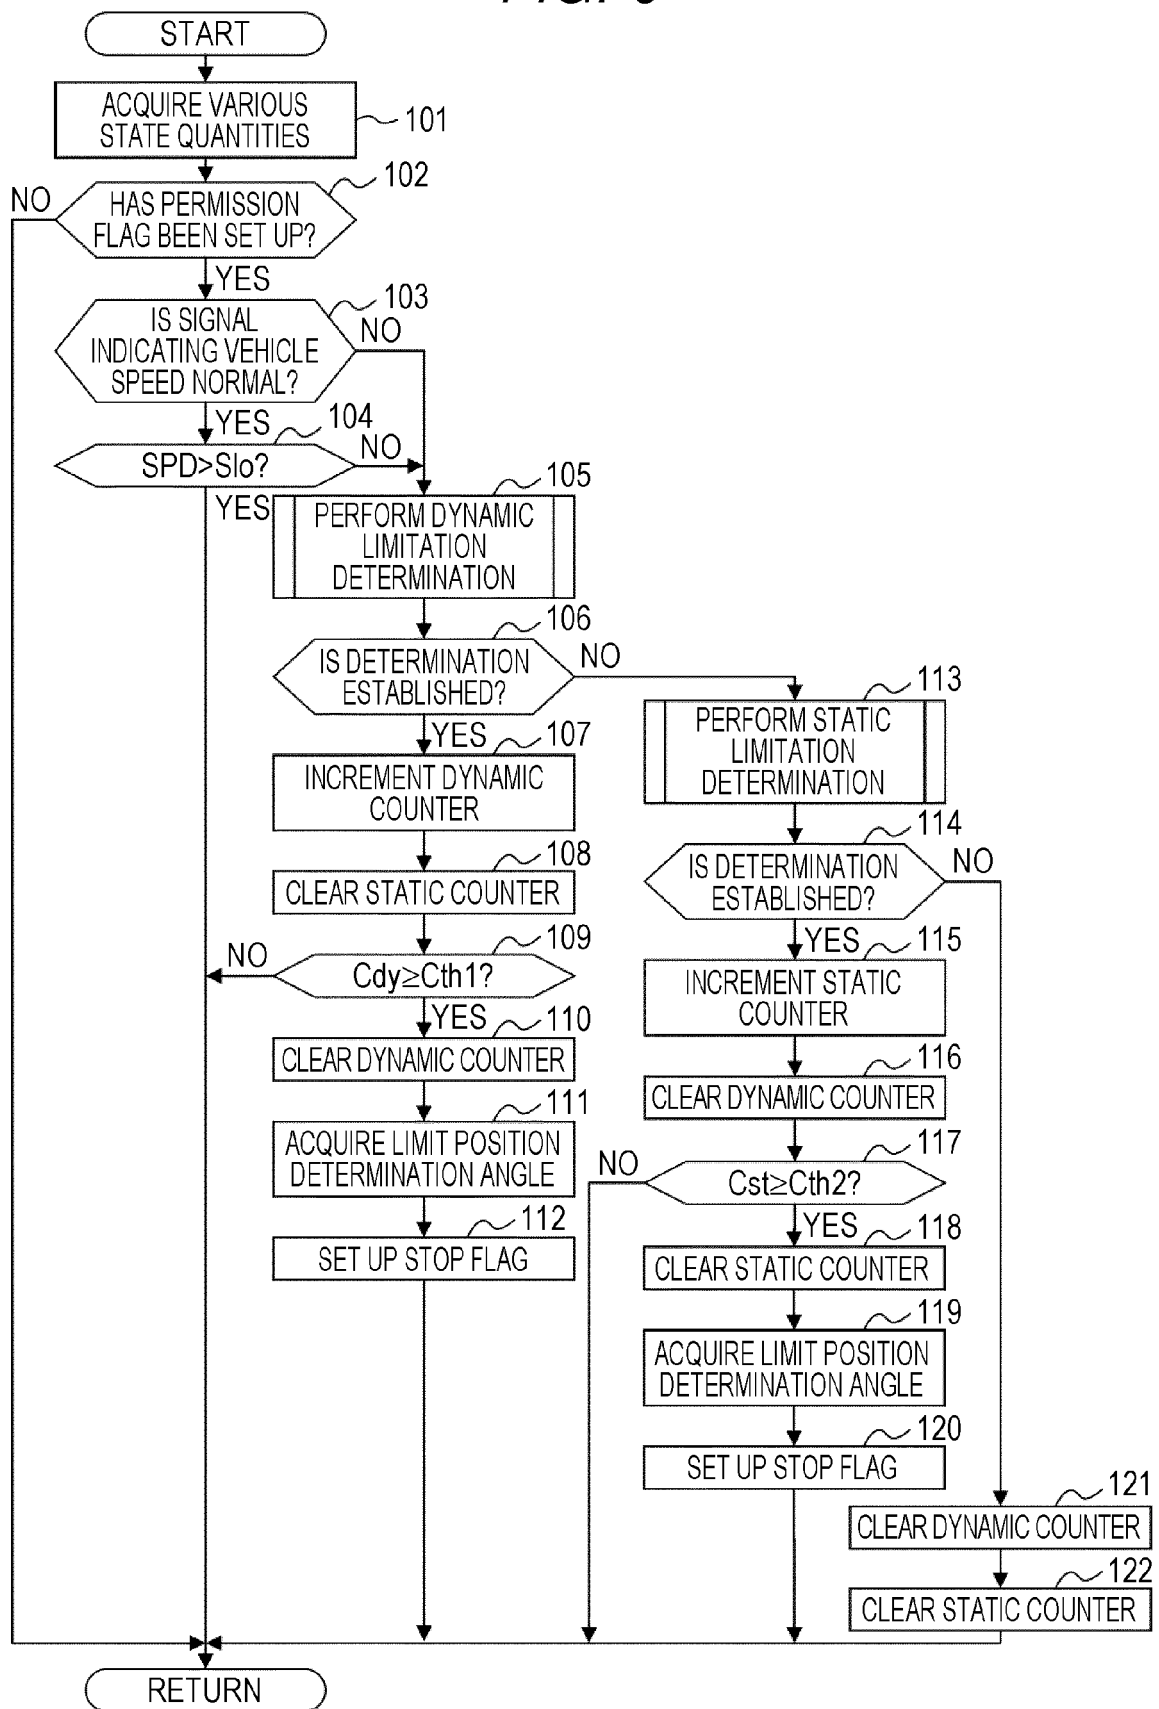 START
ACQUIRE VARIOUS
STATE QUANTITIES
101
102
NO
HAS PERMISSION
FLAG BEEN SET UP?
YES
103
IS SIGNAL
INDICATING VEHICLE
SPEED NORMAL?
NO
YES
104
SPD>Slo?
NO
YES
105
PERFORM DYNAMIC
LIMITATION
DETERMINATION
106
IS DETERMINATION
ESTABLISHED?
NO
YES
107
INCREMENT DYNAMIC
COUNTER
108
CLEAR STATIC COUNTER
109
NO
Cdy≥Cth1?
YES
110
CLEAR DYNAMIC COUNTER
111
ACQUIRE LIMIT POSITION
DETERMINATION ANGLE
112
SET UP STOP FLAG
113
PERFORM STATIC
LIMITATION
DETERMINATION
114
IS DETERMINATION
ESTABLISHED?
NO
YES
115
INCREMENT STATIC
COUNTER
116
CLEAR DYNAMIC COUNTER
117
NO
Cst≥Cth2?
YES
118
CLEAR STATIC COUNTER
119
ACQUIRE LIMIT POSITION
DETERMINATION ANGLE
120
SET UP STOP FLAG
121
CLEAR DYNAMIC COUNTER
122
CLEAR STATIC COUNTER
RETURN